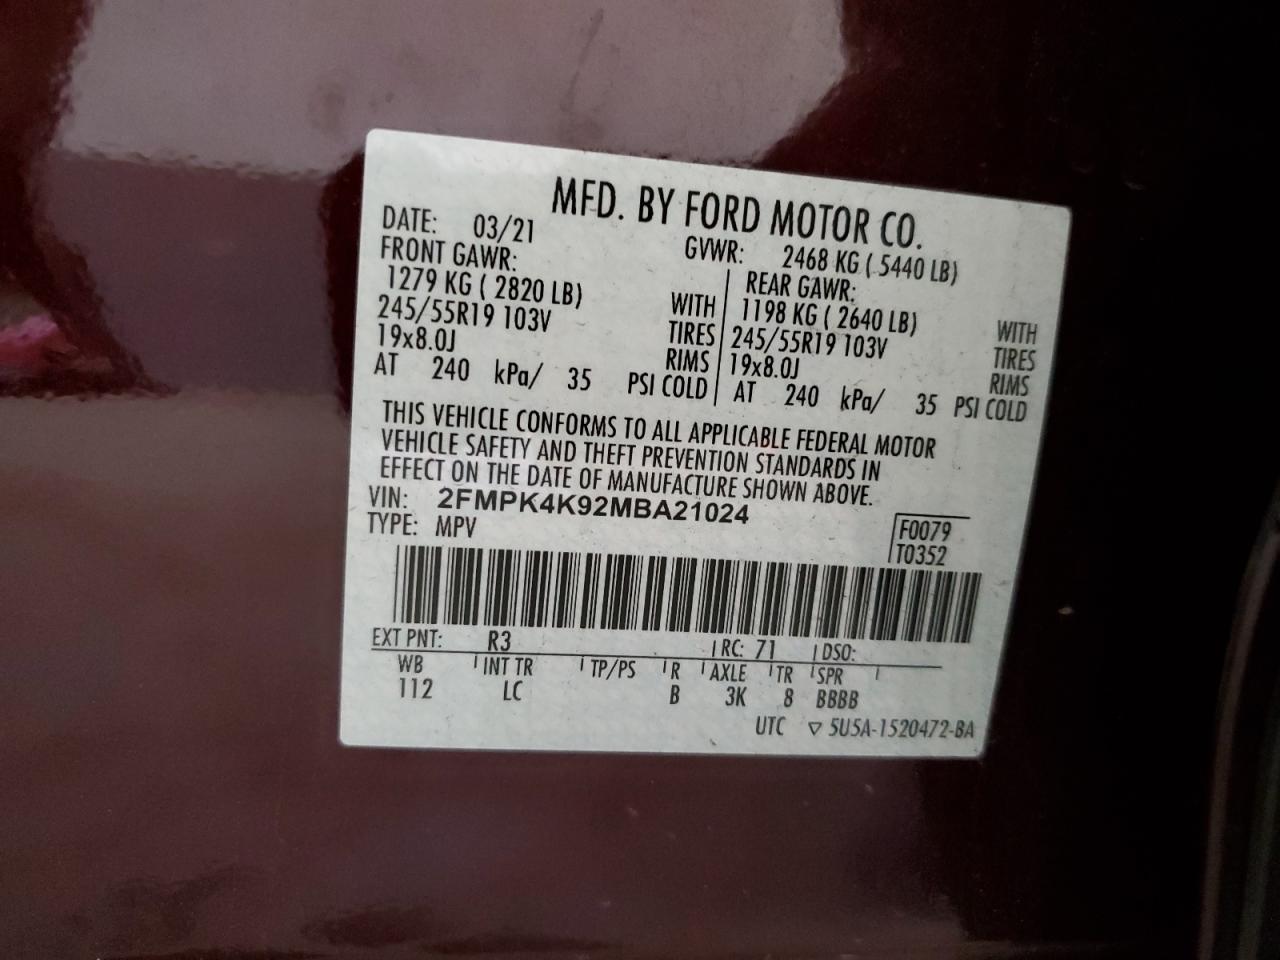 MFD. BY FORD MOTOR CO.
DATE: 03/21 GVWR: 2468 KG ( 5440 LB)
FRONT GAWR: REAR GAWR:
1279 KG ( 2820 LB) WITH 1198 KG ( 2640 LB) WITH
245/55R19 103V TIRES 245/55R19 103V TIRES
19x8.0J RIMS 19x8.0J RIMS
AT 240 kPa/ 35 PSI COLD AT 240 kPa/ 35 PSI COLD
THIS VEHICLE CONFORMS TO ALL APPLICABLE FEDERAL MOTOR
VEHICLE SAFETY AND THEFT PREVENTION STANDARDS IN
EFFECT ON THE DATE OF MANUFACTURE SHOWN ABOVE.
VIN: 2FMPK4K92MBA21024
TYPE: MPV
F0079
T0352
EXT PNT: R3 RC: 71 DSO:
WB INT TR TP/PS R AXLE TR SPR
112 LC B 3K 8 BBBB
UTC ▽ 5U5A-1520472-BA